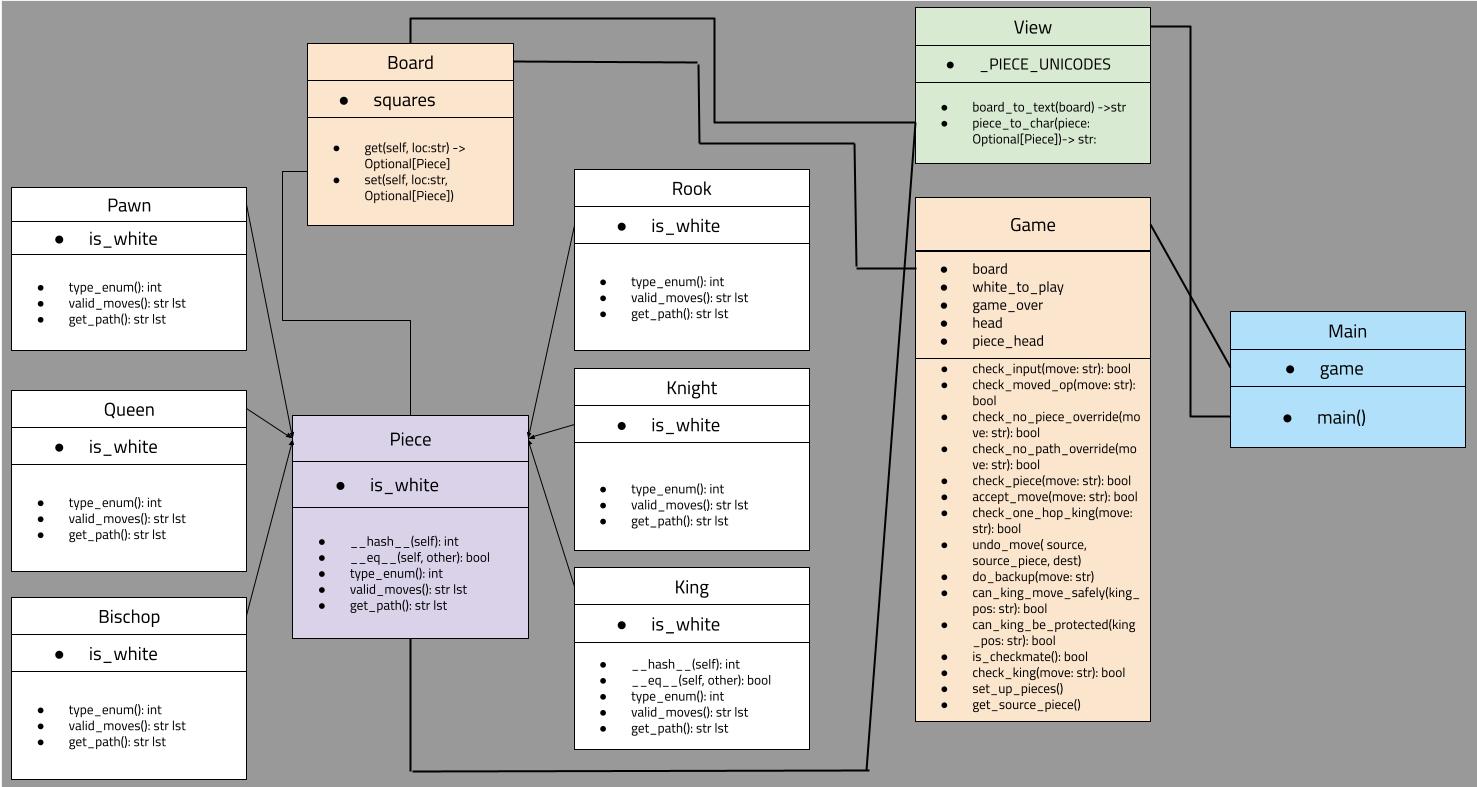 Board
squares
get(self, loc:str) ->
Optional[Piece]
set(self, loc:str,
Optional[Piece])
View
_PIECE_UNICODES
board_to_text(board) ->str
piece_to_char(piece:
Optional[Piece])-> str:
Pawn
is_white
type_enum(): int
valid_moves(): str lst
get_path(): str lst
Rook
is_white
type_enum(): int
valid_moves(): str lst
get_path(): str lst
Game
board
white_to_play
game_over
head
piece_head
check_input(move: str): bool
check_moved_op(move: str):
bool
check_no_piece_override(mo
ve: str): bool
check_no_path_override(mo
ve: str): bool
check_piece(move: str): bool
accept_move(move: str): bool
check_one_hop_king(move:
str): bool
undo_move( source,
source_piece, dest)
do_backup(move: str)
can_king_move_safely(king_
pos: str): bool
can_king_be_protected(king
_pos: str): bool
is_checkmate(): bool
check_king(move: str): bool
set_up_pieces()
get_source_piece()
Main
game
main()
Queen
is_white
type_enum(): int
valid_moves(): str lst
get_path(): str lst
Piece
is_white
__hash__(self): int
__eq__(self, other): bool
type_enum(): int
valid_moves(): str lst
get_path(): str lst
Knight
is_white
type_enum(): int
valid_moves(): str lst
get_path(): str lst
Bischop
is_white
type_enum(): int
valid_moves(): str lst
get_path(): str lst
King
is_white
__hash__(self): int
__eq__(self, other): bool
type_enum(): int
valid_moves(): str lst
get_path(): str lst